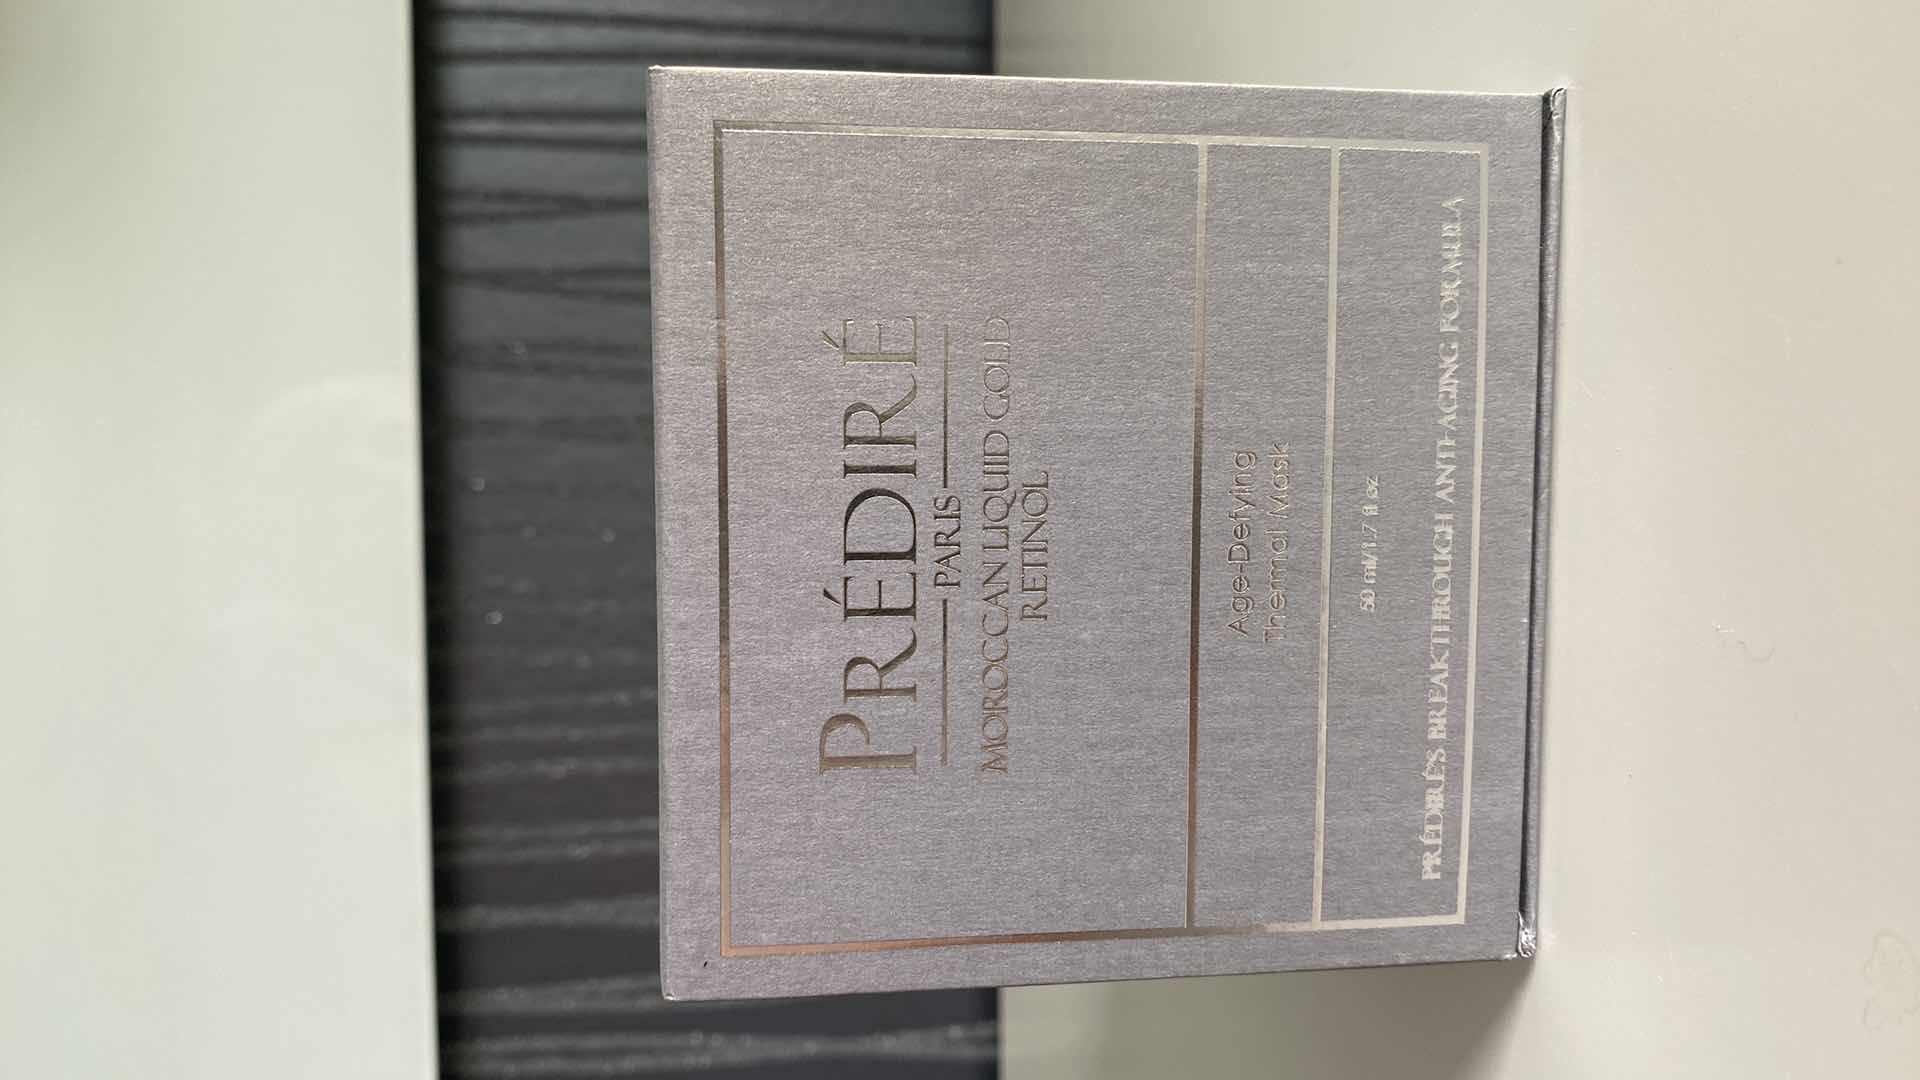 PRÉDIRÉ
PARIS
MOROCCAN LIQUID GOLD
RETINOL
Age-Defying
Thermal Mask
50 ml/1.7 fl oz
PRÉDIRÉ'S BREAKTHROUGH ANTI-AGING FORMULA